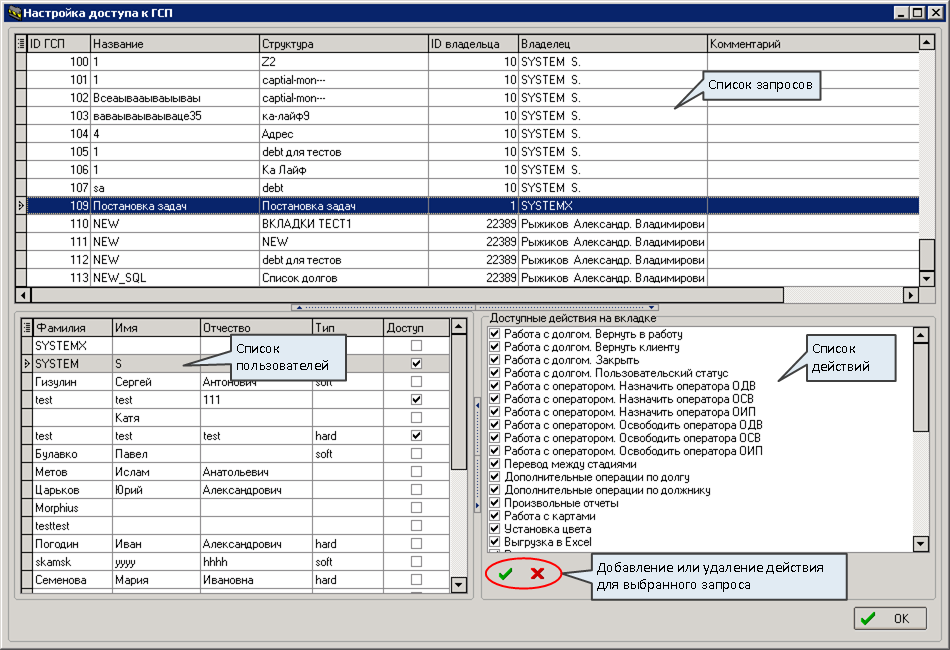 Настройка доступа к ГСП
ID ГСП Название Структура ID владельца Владелец Комментарий
100 1 Z2 10 SYSTEM S.
101 1 captial-mon--- 10 SYSTEM S.
102 Всеаывааываыываы captial-mon--- 10 SYSTEM S.
103 ваваываываываце35 ка-лайф9 10 SYSTEM S.
104 4 Адрес 10 SYSTEM S.
105 1 debt для тестов 10 SYSTEM S.
106 1 Ка Лайф 10 SYSTEM S.
107 sa debt 10 SYSTEM S.
109 Постановка задач Постановка задач 1 SYSTEMX
110 NEW ВКЛАДКИ ТЕСТ1 22389 Рыжиков Александр. Владимирови
111 NEW NEW 22389 Рыжиков Александр. Владимирови
112 NEW debt для тестов 22389 Рыжиков Александр. Владимирови
113 NEW_SQL Список долгов 22389 Рыжиков Александр. Владимирови
Список запросов
Фамилия Имя Отчество Тип Доступ
SYSTEMX
SYSTEM S
Гизулин Сергей Антонович soft
test test 111
Катя
test test test hard
Булавко Павел soft
Метов Ислам Анатольевич
Царьков Юрий Александрович
Morphius
testtest
Погодин Иван Александрович hard
skamsk yyyy hhhh soft
Семенова Мария Ивановна hard
Список
пользователей
Доступные действия на вкладке
Работа с долгом. Вернуть в работу
Работа с долгом. Вернуть клиенту
Работа с долгом. Закрыть
Работа с долгом. Пользовательский статус
Работа с оператором. Назначить оператора ОДВ
Работа с оператором. Назначить оператора ОСВ
Работа с оператором. Назначить оператора ОИП
Работа с оператором. Освободить оператора ОДВ
Работа с оператором. Освободить оператора ОСВ
Работа с оператором. Освободить оператора ОИП
Перевод между стадиями
Дополнительные операции по долгу
Дополнительные операции по должнику
Произвольные отчеты
Работа с картами
Установка цвета
Выгрузка в Excel
Список
действий
Добавление или удаление действия
для выбранного запроса
OK